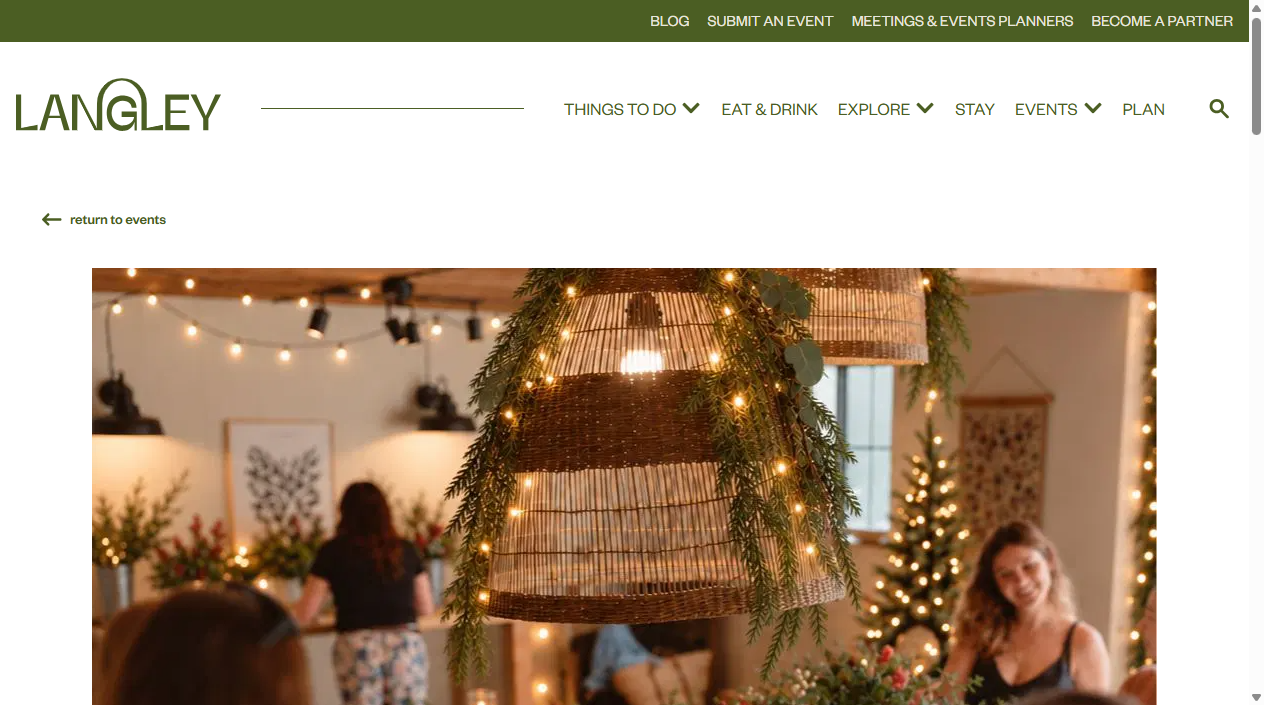 BLOG SUBMIT AN EVENT MEETINGS & EVENTS PLANNERS BECOME A PARTNER
LANGLEY
THINGS TO DO EAT & DRINK EXPLORE STAY EVENTS PLAN
return to events